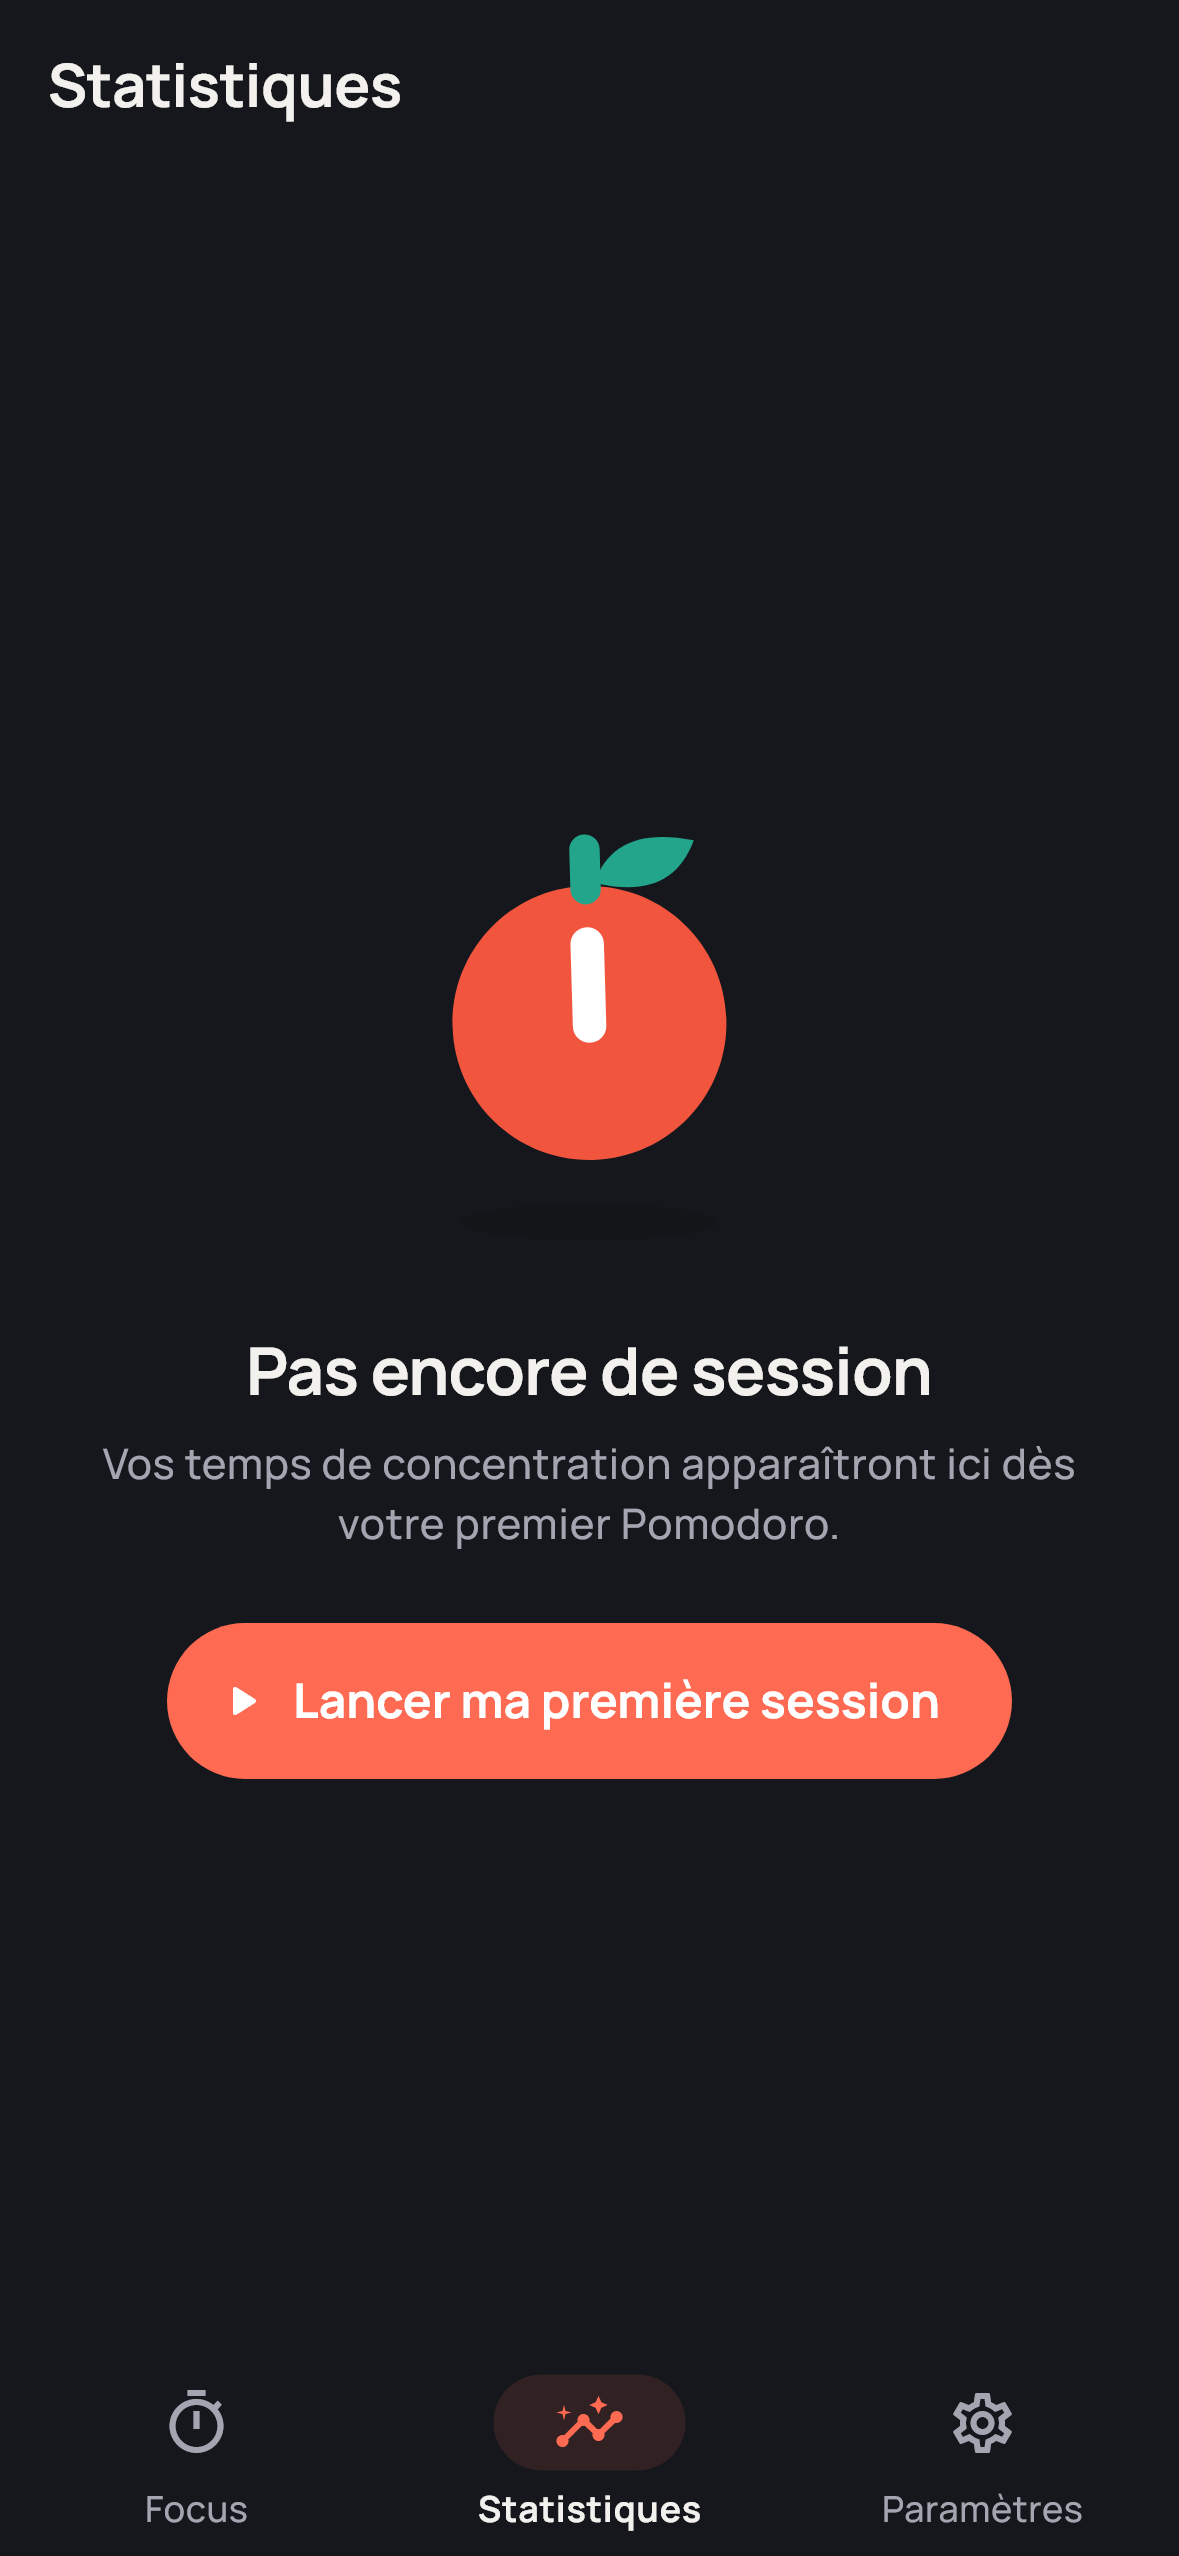 Statistiques
Pas encore de session
Vos temps de concentration apparaîtront ici dès
votre premier Pomodoro.
Lancer ma première session
Focus
Statistiques
Paramètres